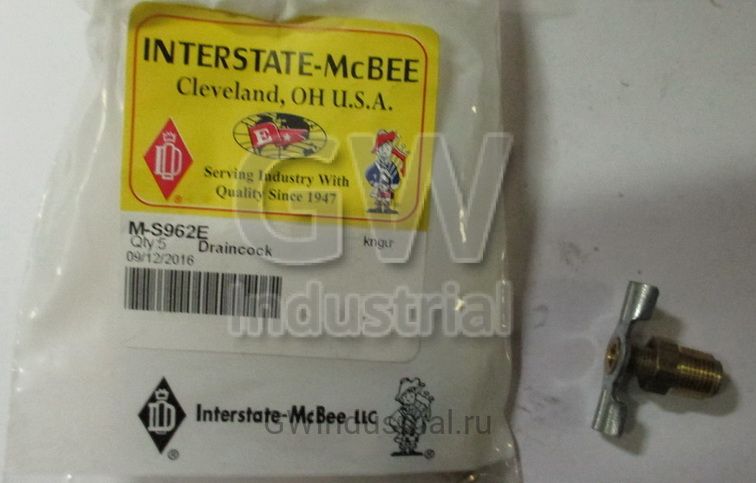 INTERSTATE-McBEE
Cleveland, OH U.S.A.
E
Serving Industry With
Quality Since 1947
M-S962E
Qty:5 Draincock
kngur
09/12/2016
GW
industrial
Interstate-McBee LLC
GWindustrial.ru